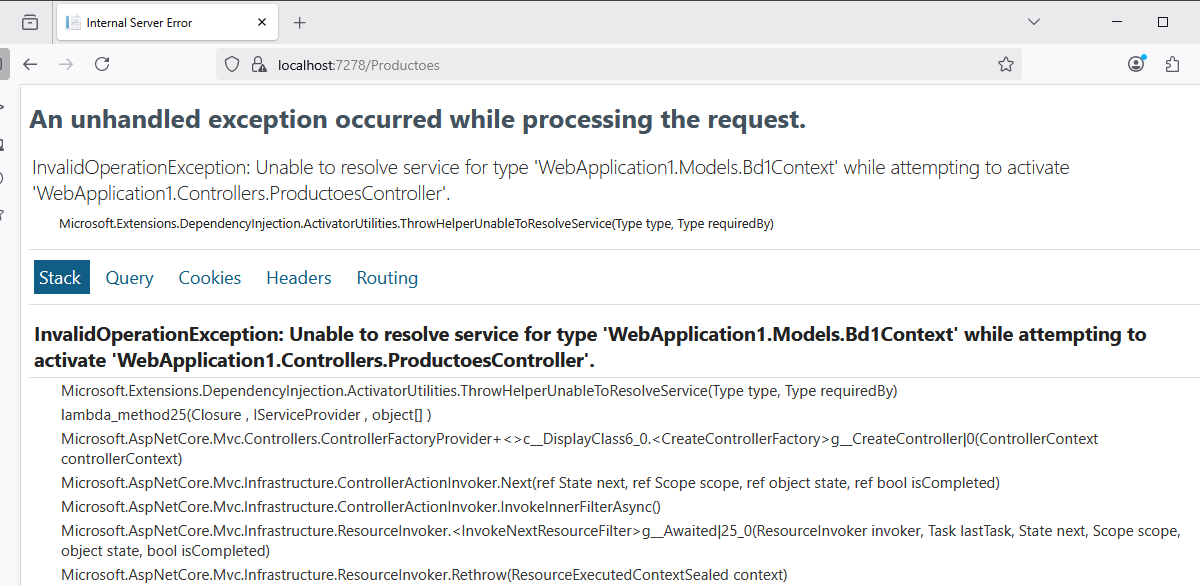 Internal Server Error
localhost:7278/Productoes
An unhandled exception occurred while processing the request.
InvalidOperationException: Unable to resolve service for type 'WebApplication1.Models.Bd1Context' while attempting to activate
'WebApplication1.Controllers.ProductoesController'.
Microsoft.Extensions.DependencyInjection.ActivatorUtilities.ThrowHelperUnableToResolveService(Type type, Type requiredBy)
Stack Query Cookies Headers Routing
InvalidOperationException: Unable to resolve service for type 'WebApplication1.Models.Bd1Context' while attempting to
activate 'WebApplication1.Controllers.ProductoesController'.
Microsoft.Extensions.DependencyInjection.ActivatorUtilities.ThrowHelperUnableToResolveService(Type type, Type requiredBy)
lambda_method25(Closure , IServiceProvider , object[] )
Microsoft.AspNetCore.Mvc.Controllers.ControllerFactoryProvider+<>c__DisplayClass6_0.<CreateControllerFactory>g__CreateController|0(ControllerContext
controllerContext)
Microsoft.AspNetCore.Mvc.Infrastructure.ControllerActionInvoker.Next(ref State next, ref Scope scope, ref object state, ref bool isCompleted)
Microsoft.AspNetCore.Mvc.Infrastructure.ControllerActionInvoker.InvokeInnerFilterAsync()
Microsoft.AspNetCore.Mvc.Infrastructure.ResourceInvoker.<InvokeNextResourceFilter>g__Awaited|25_0(ResourceInvoker invoker, Task lastTask, State next, Scope scope,
object state, bool isCompleted)
Microsoft.AspNetCore.Mvc.Infrastructure.ResourceInvoker.Rethrow(ResourceExecutedContextSealed context)